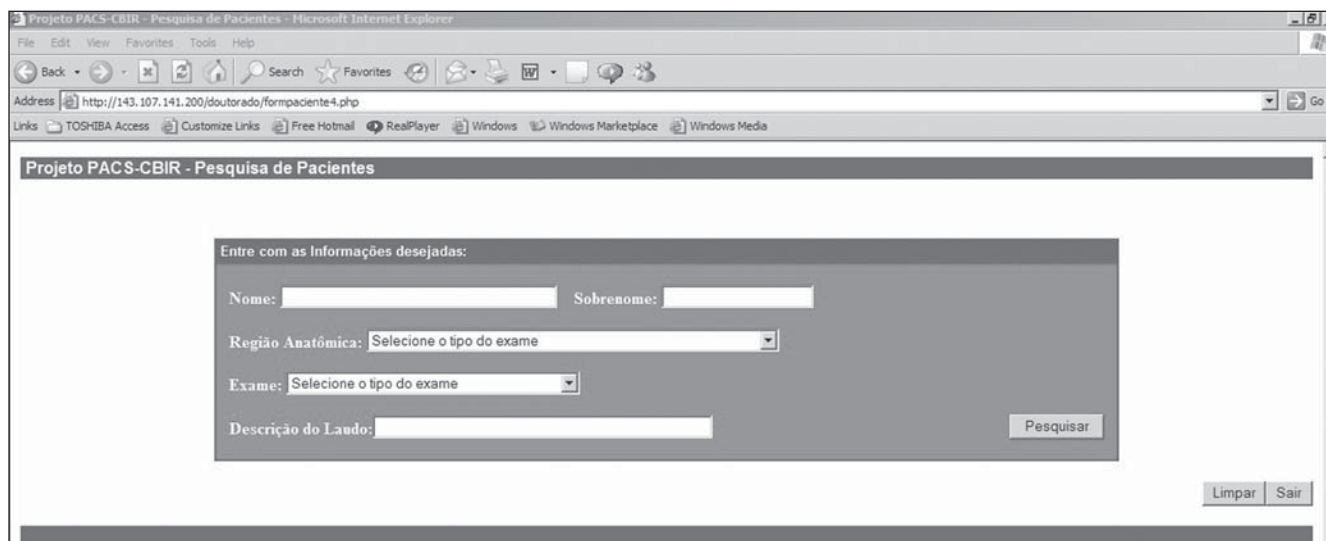 Projeto PACS-CBIR - Pesquisa de Pacientes - Microsoft Internet Explorer
File Edit View Favorites Tools Help
Back Search Favorites
Address http://143.107.141.200/doutorado/formpaciente4.php Go
Links TOSHIBA Access Customize Links Free Hotmail RealPlayer Windows Windows Marketplace Windows Media
Projeto PACS-CBIR - Pesquisa de Pacientes
Entre com as Informações desejadas:
Nome: Sobrenome:
Região Anatômica: Selecione o tipo do exame
Exame: Selecione o tipo do exame
Descrição do Laudo: Pesquisar
Limpar Sair